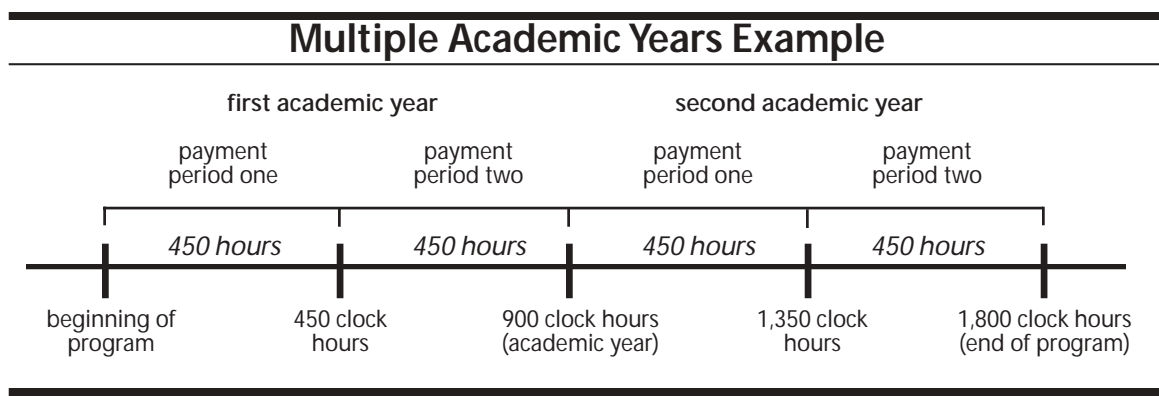 Multiple Academic Years Example
first academic year
second academic year
payment
period one
payment
period two
payment
period one
payment
period two
450 hours
450 hours
450 hours
450 hours
beginning of
program
450 clock
hours
900 clock hours
(academic year)
1,350 clock
hours
1,800 clock hours
(end of program)